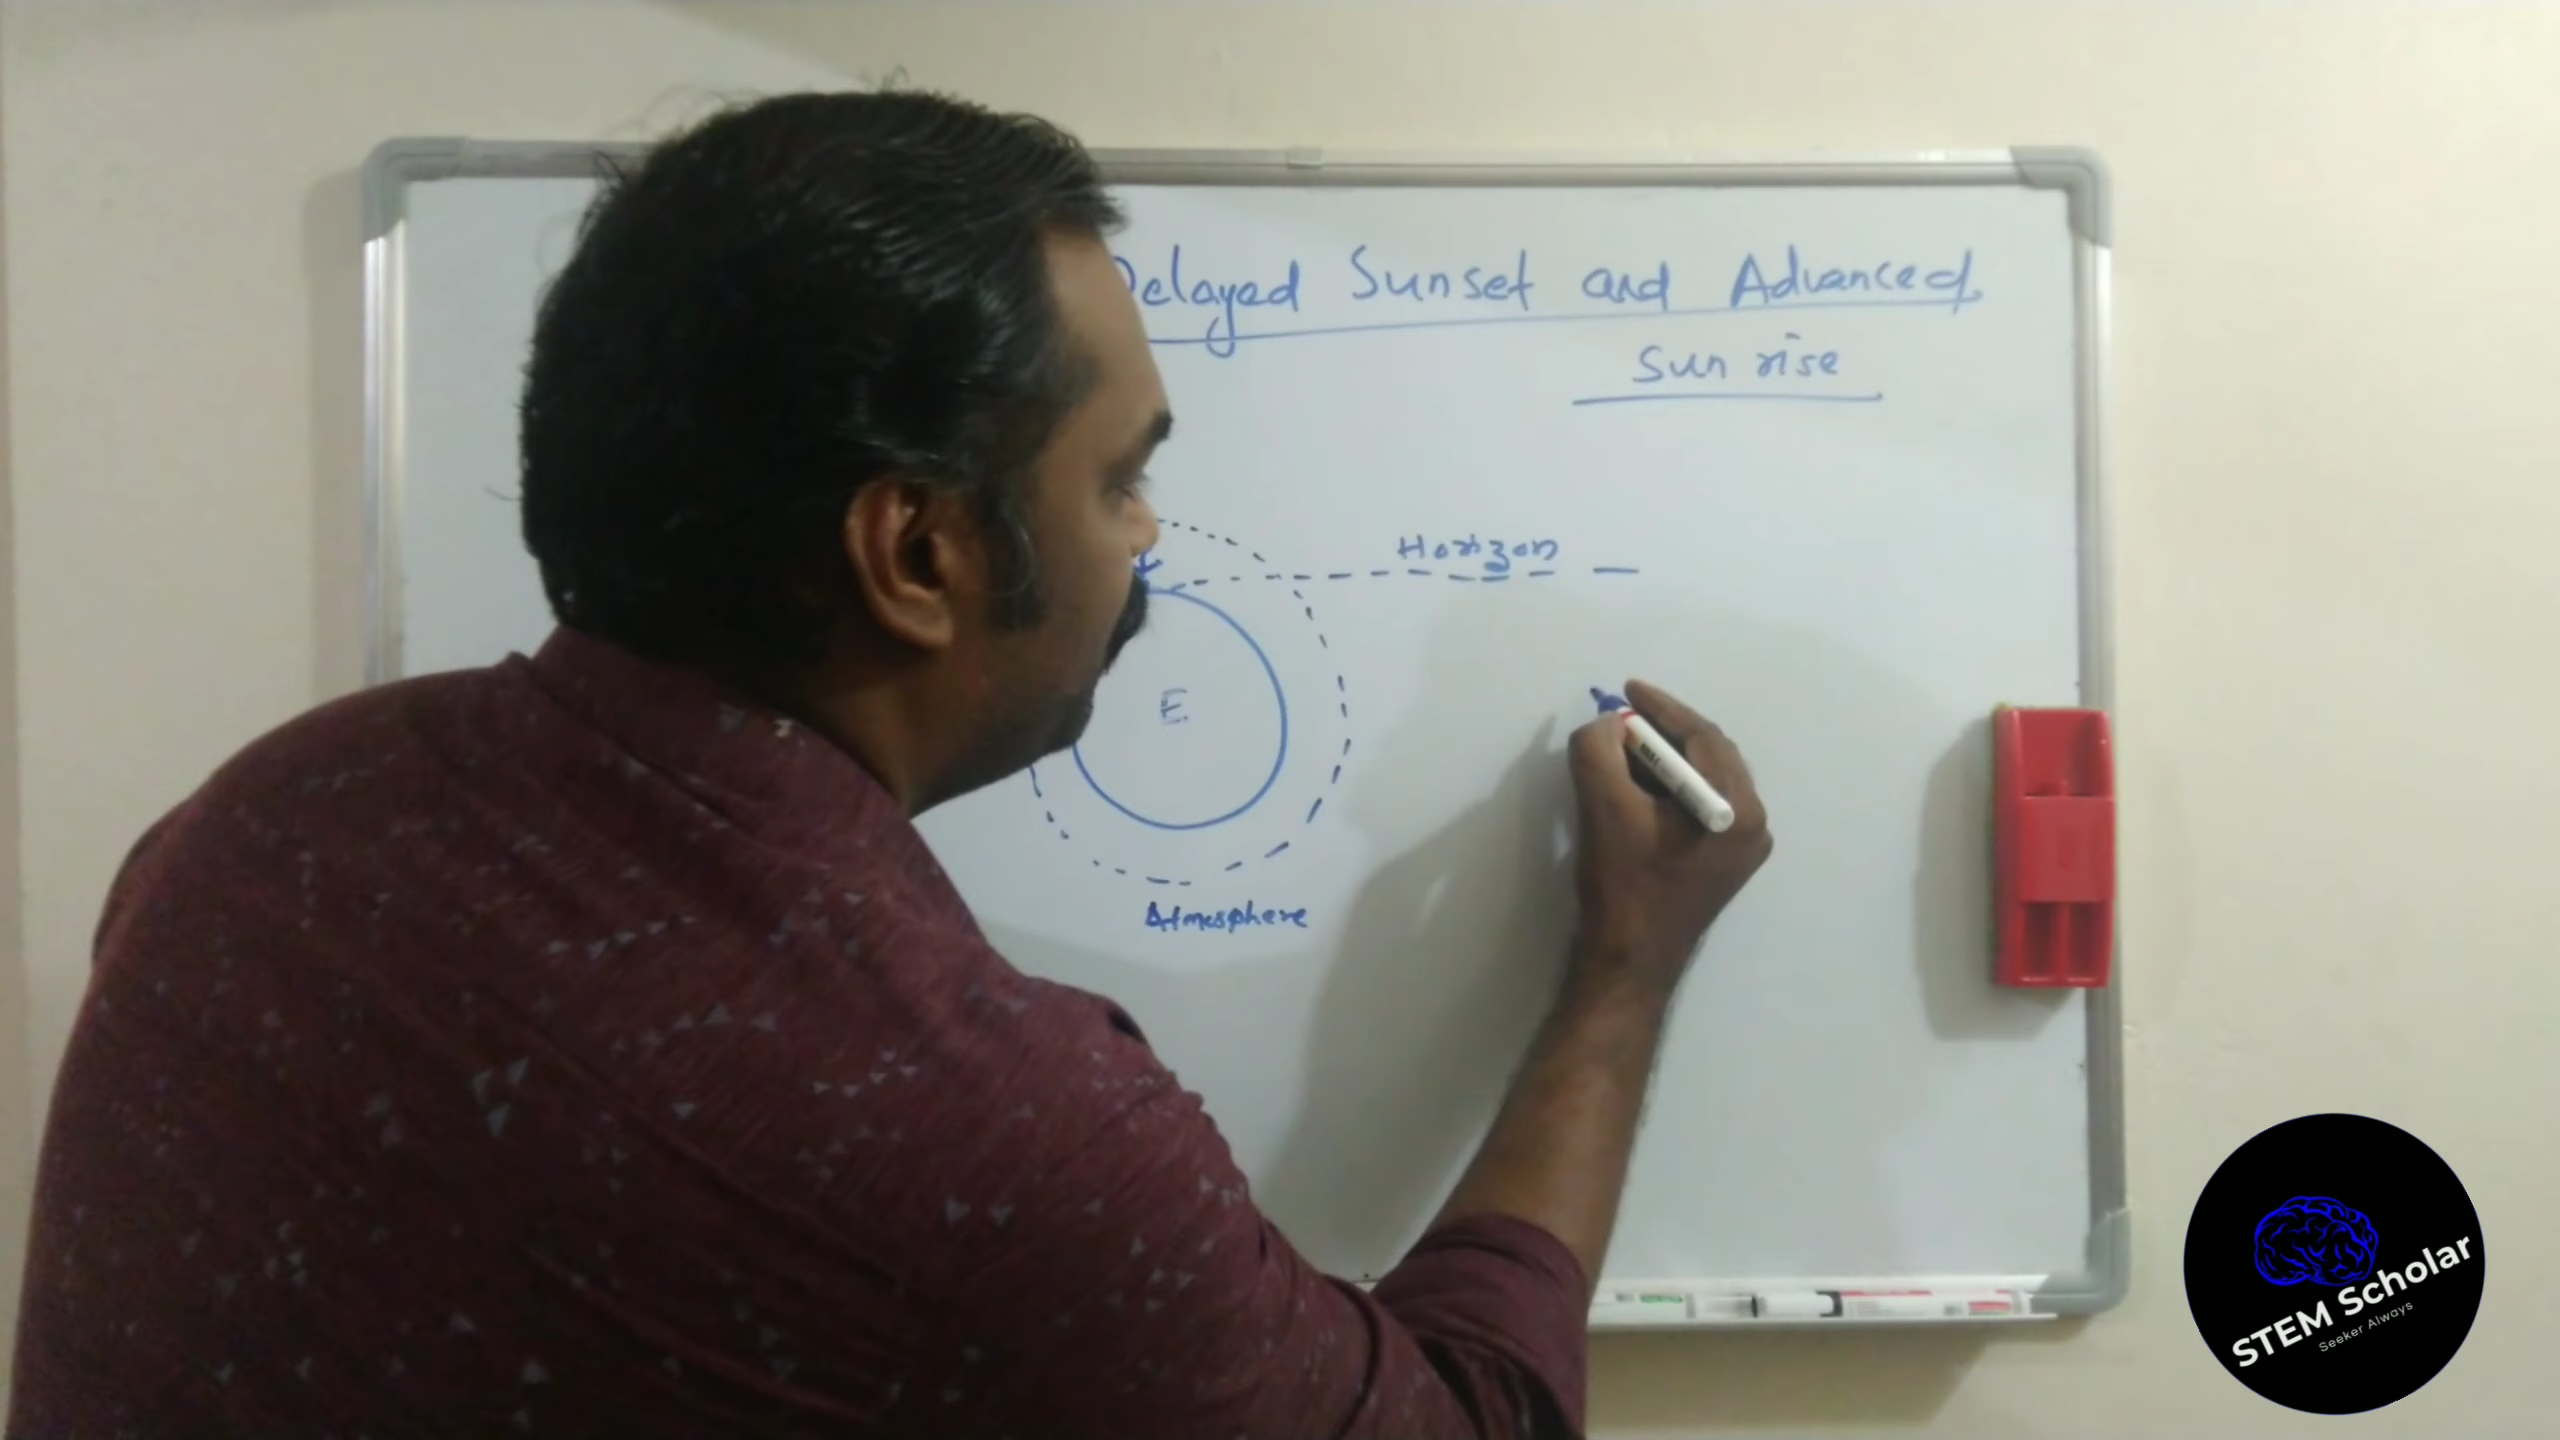 Delayed Sunset and Advanced
Sun rise
Horizon
E
Atmosphere
STEM Scholar
Seeker Always